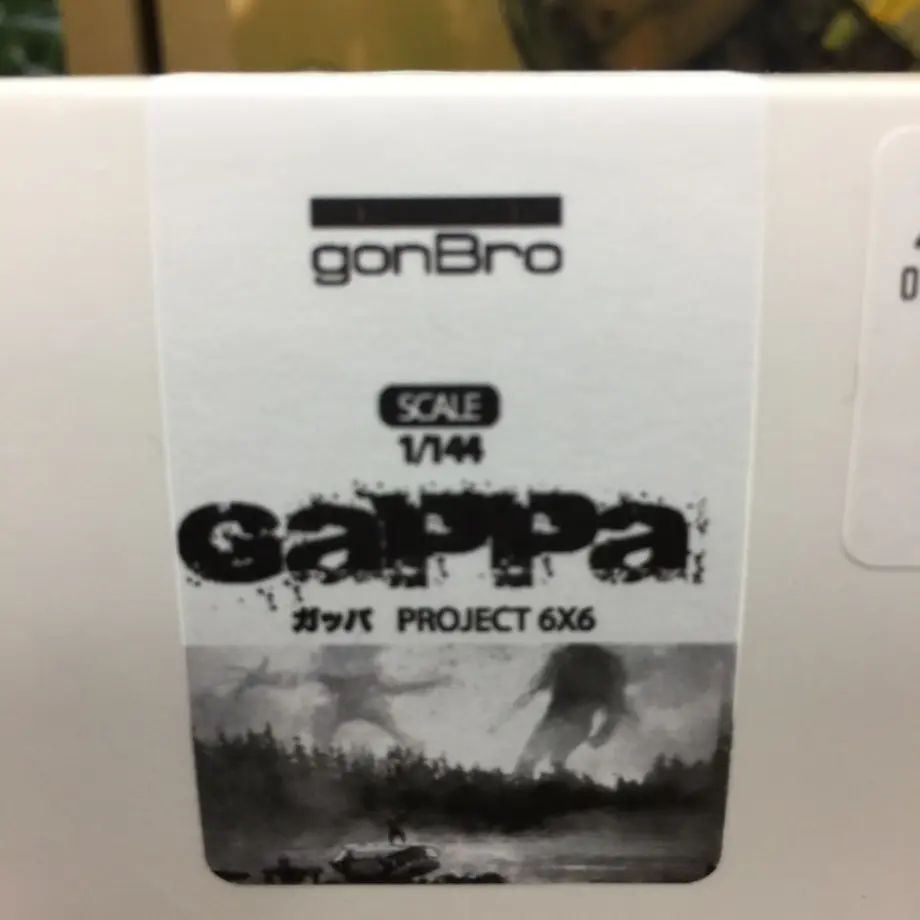 gonBro
SCALE
1/144
GaPPa
ガッパ PROJECT 6X6